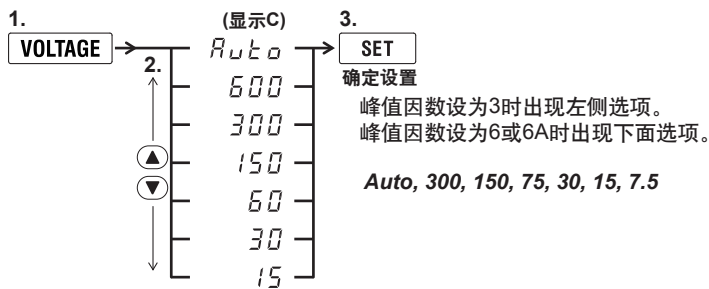 1.
VOLTAGE
2.
(显示C)
Auto
600
300
150
60
30
15
3.
SET
确定设置
峰值因数设为3时出现左侧选项。
峰值因数设为6或6A时出现下面选项。
Auto, 300, 150, 75, 30, 15, 7.5